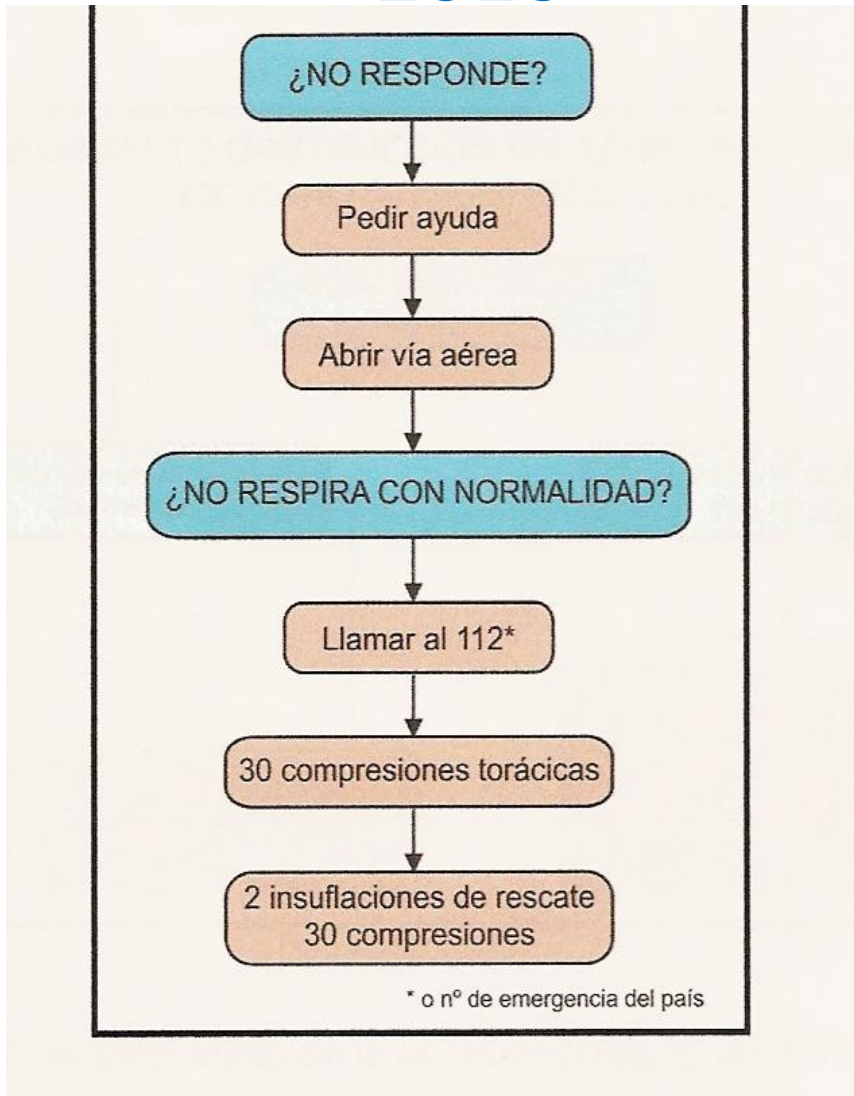 ¿NO RESPONDE?
Pedir ayuda
Abrir vía aérea
¿NO RESPIRA CON NORMALIDAD?
Llamar al 112*
30 compresiones torácicas
2 insuflaciones de rescate
30 compresiones
* o nº de emergencia del país